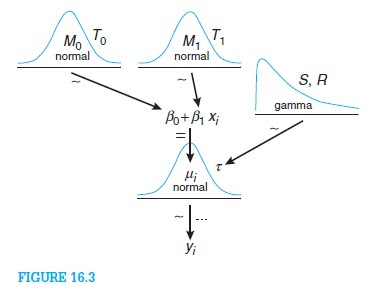 M₀ T₀
normal
M₁ T₁
normal
S, R
gamma
~
~
~
β₀+β₁ xᵢ
=
μᵢ τ
normal
~ ...
yᵢ
FIGURE 16.3